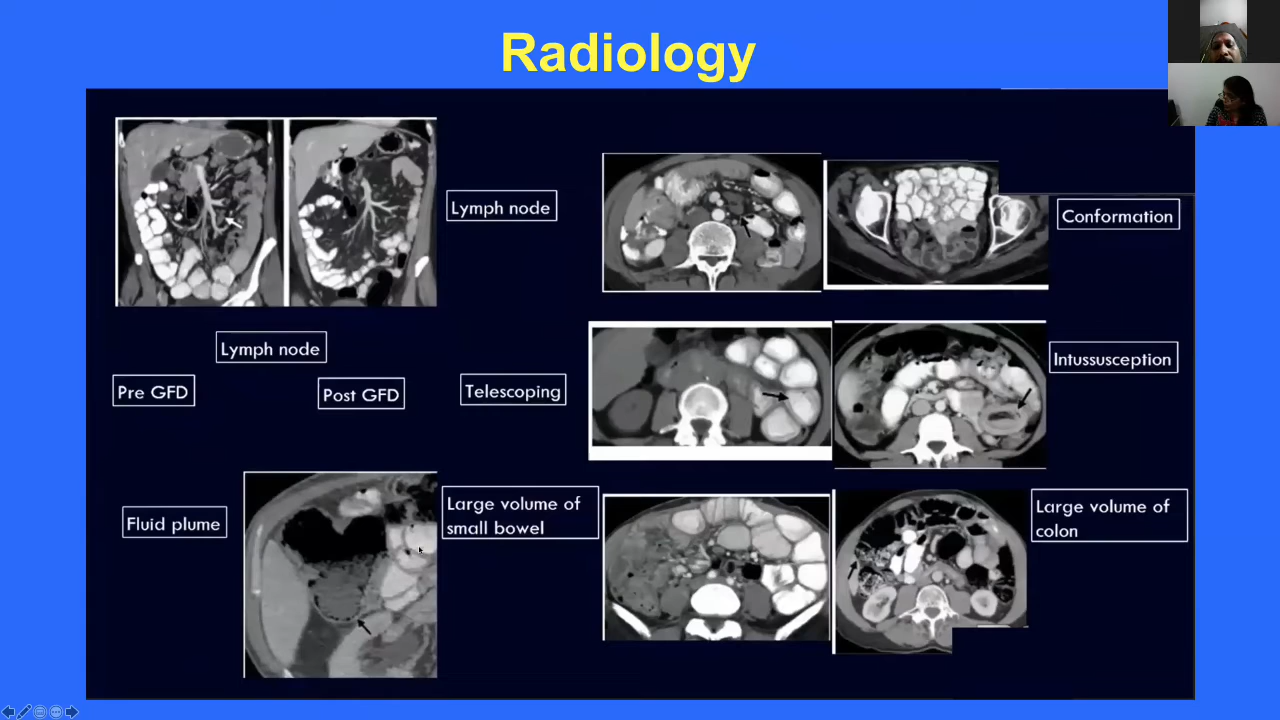 Radiology
Lymph node
Conformation
Lymph node
Pre GFD
Post GFD
Telescoping
Intussusception
Fluid plume
Large volume of
small bowel
Large volume of
colon